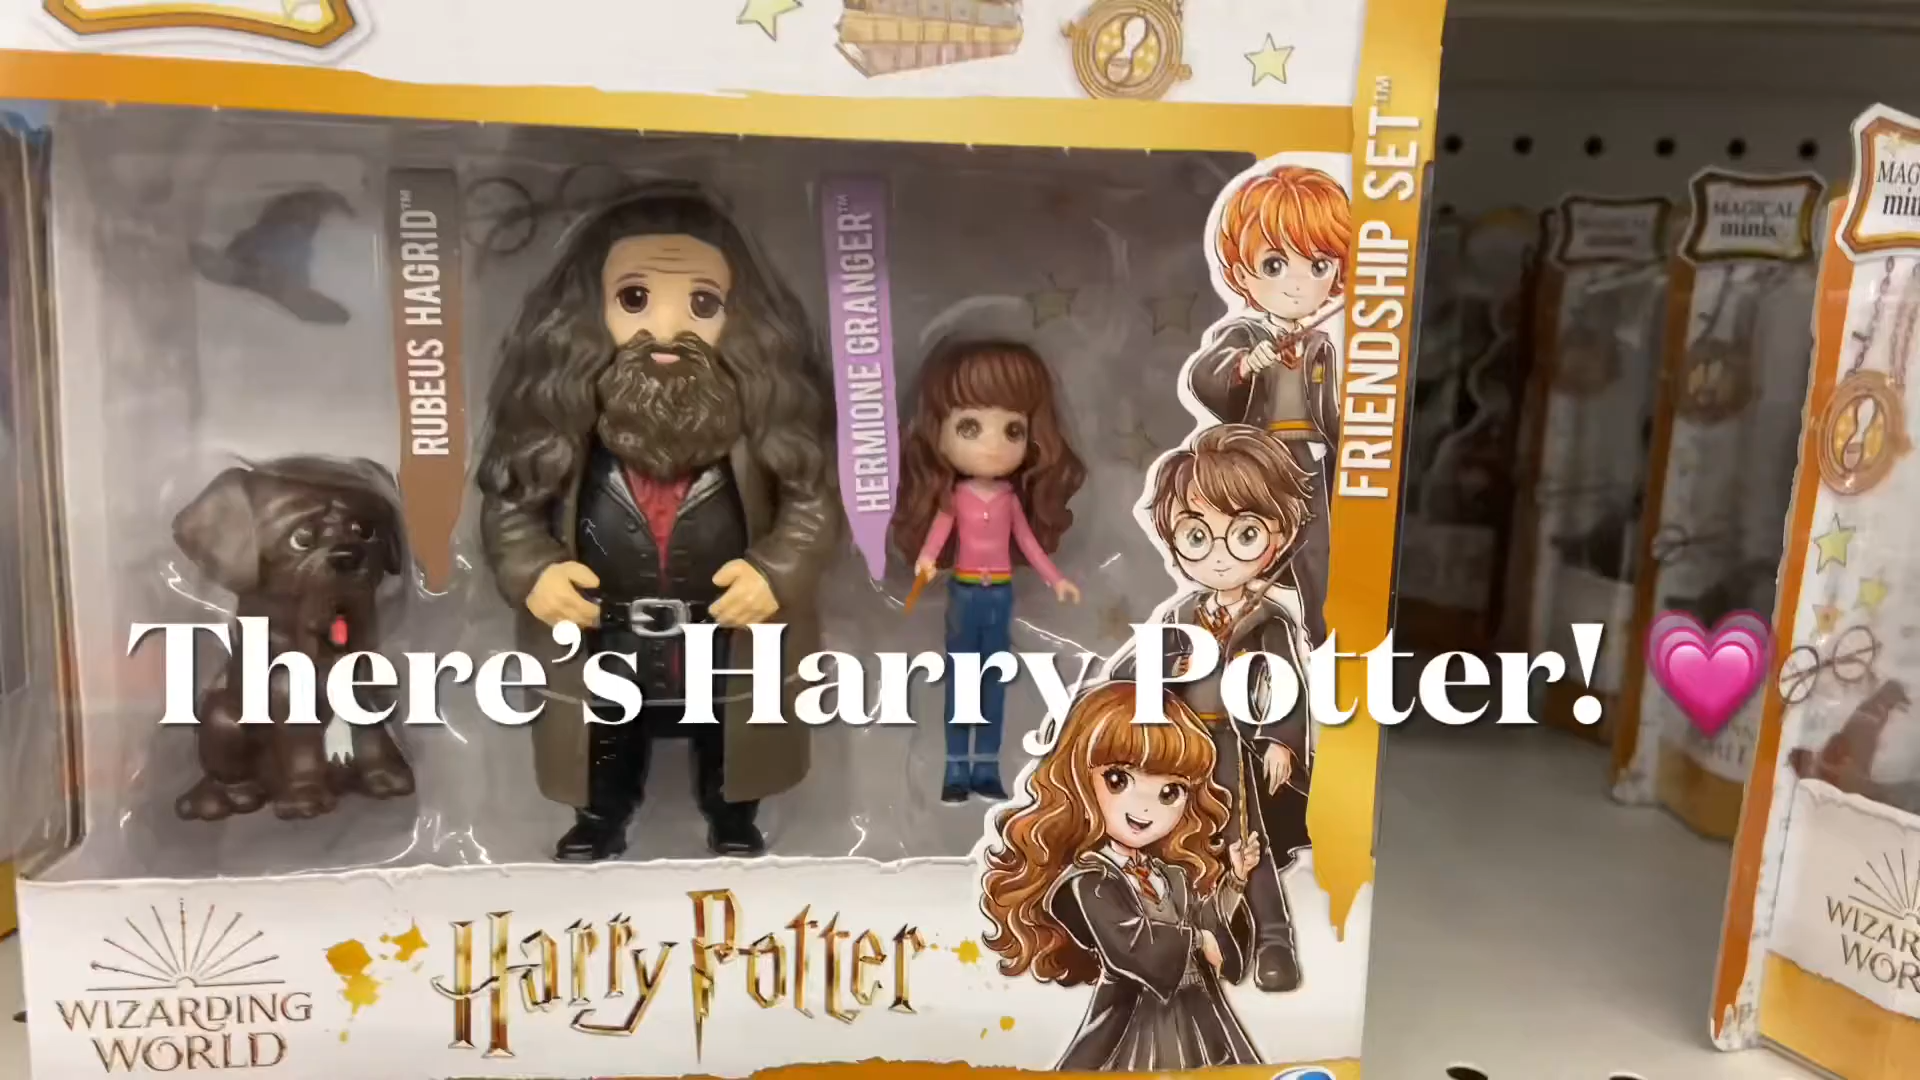 FRIENDSHIP SET™
RUBEUS HAGRID™
HERMIONE GRANGER™
MAGICAL
minis
There's Harry Potter! 💗
Harry Potter
WIZARDING
WORLD